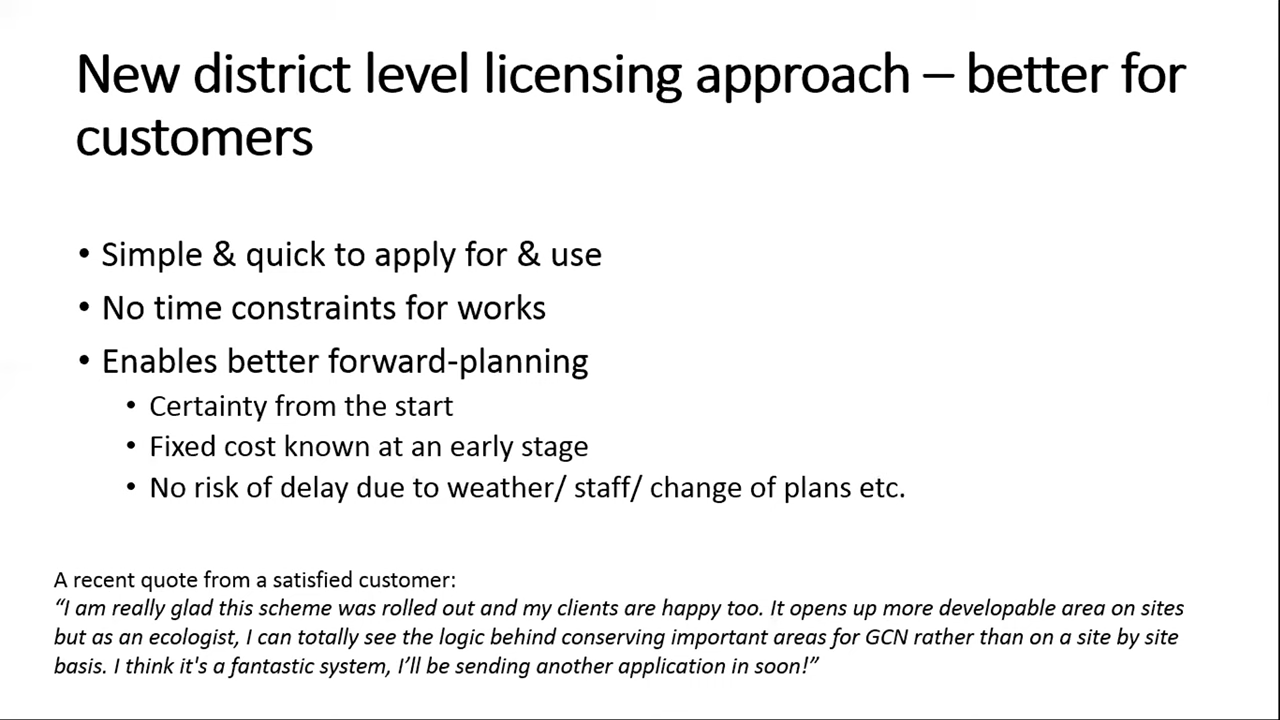 New district level licensing approach – better for
customers
• Simple & quick to apply for & use
• No time constraints for works
• Enables better forward-planning
• Certainty from the start
• Fixed cost known at an early stage
• No risk of delay due to weather/ staff/ change of plans etc.
A recent quote from a satisfied customer:
“I am really glad this scheme was rolled out and my clients are happy too. It opens up more developable area on sites
but as an ecologist, I can totally see the logic behind conserving important areas for GCN rather than on a site by site
basis. I think it's a fantastic system, I’ll be sending another application in soon!”